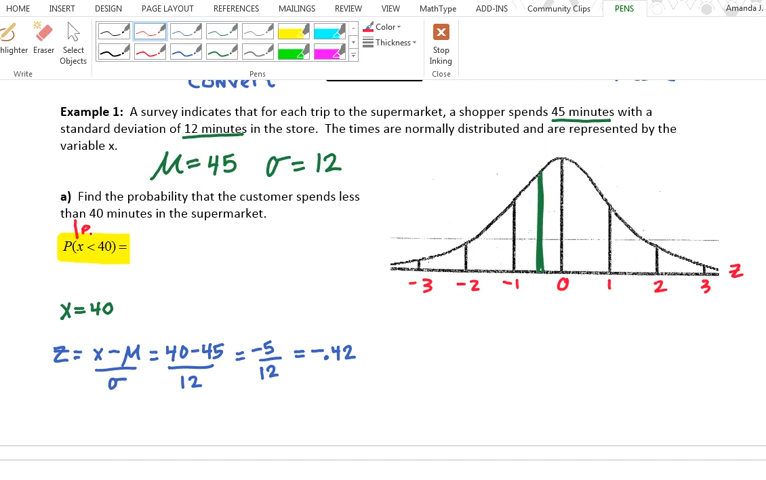 HOME INSERT DESIGN PAGE LAYOUT REFERENCES MAILINGS REVIEW VIEW MathType ADD-INS Community Clips PENS Amanda J.
hlighter Eraser Select Objects
Color
Thickness
Stop Inking
Write Pens Close
Convert
Example 1: A survey indicates that for each trip to the supermarket, a shopper spends 45 minutes with a
standard deviation of 12 minutes in the store. The times are normally distributed and are represented by the
variable x.
μ = 45 σ = 12
a) Find the probability that the customer spends less
than 40 minutes in the supermarket.
P(x < 40) =
-3 -2 -1 0 1 2 3 Z
x = 40
Z = x - μ / σ = 40 - 45 / 12 = -5 / 12 = -.42